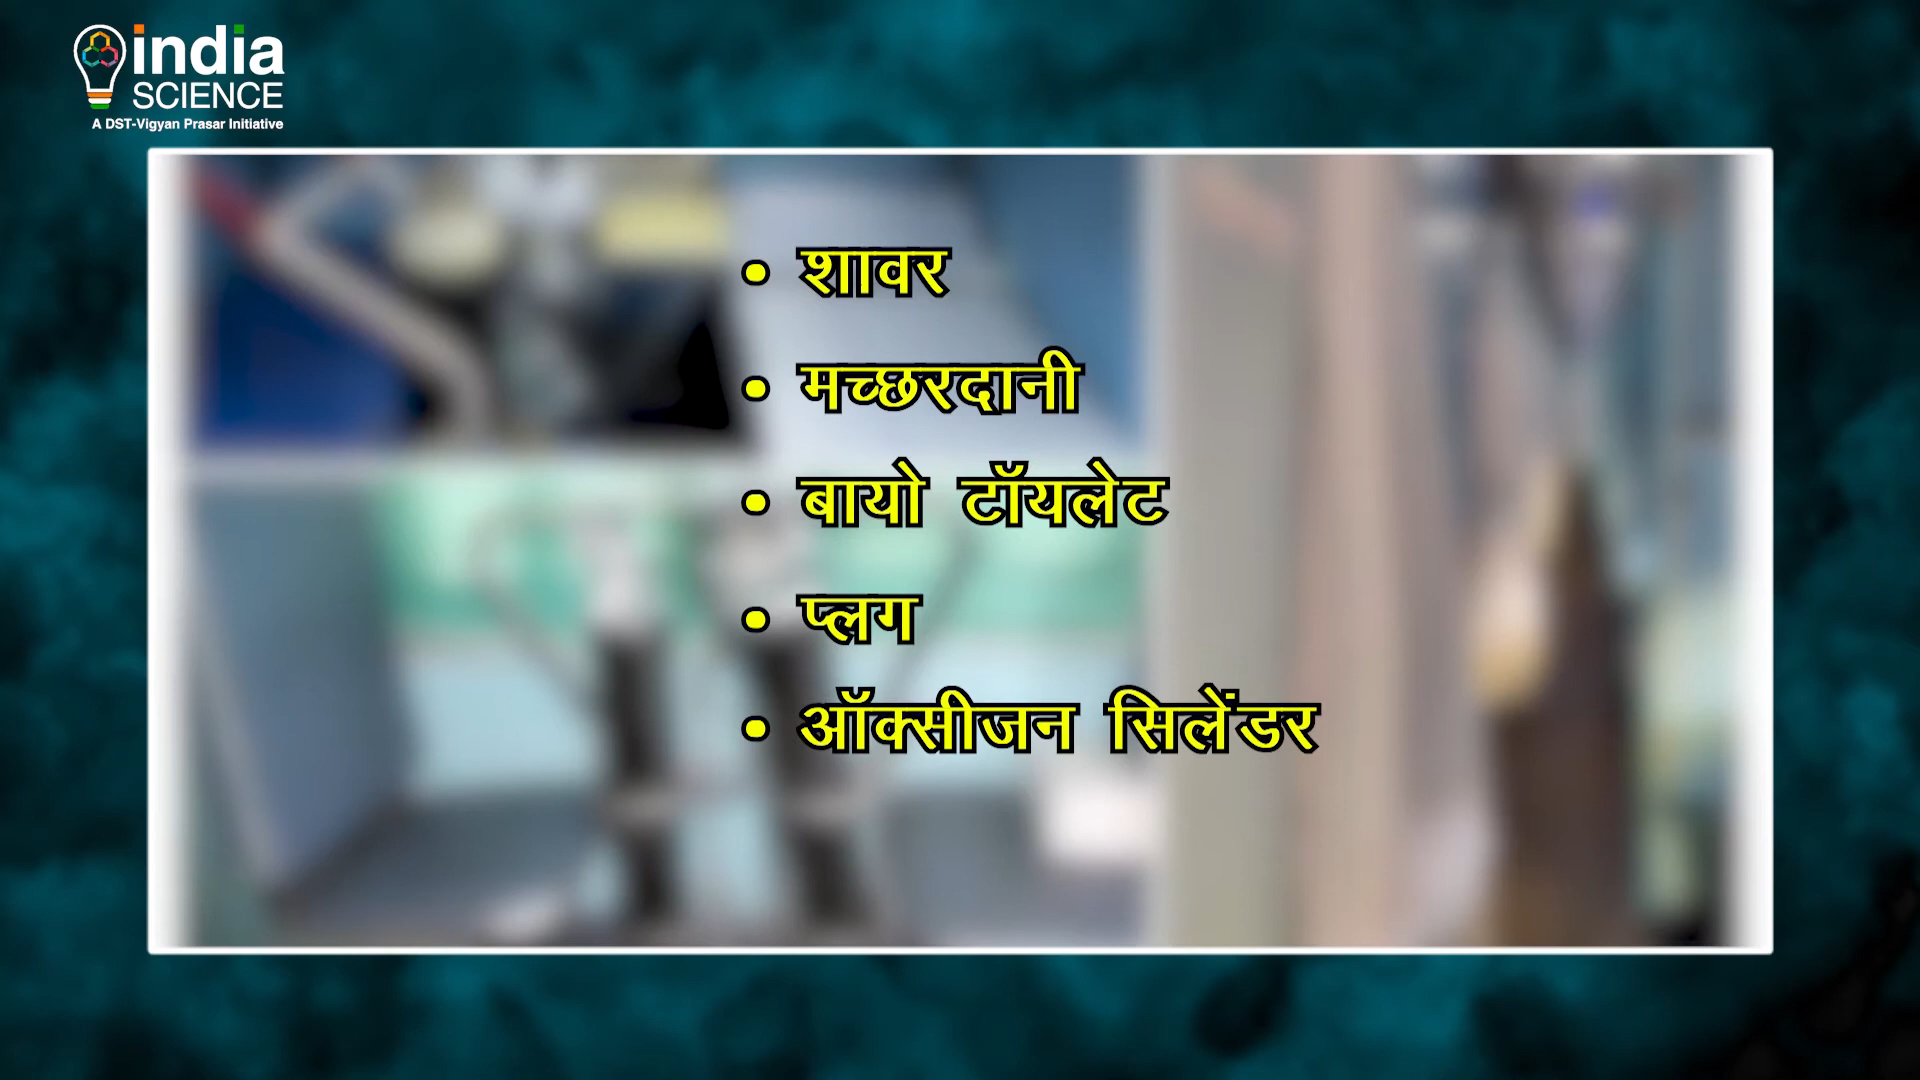 india
SCIENCE
A DST-Vigyan Prasar Initiative
• शावर
• मच्छरदानी
• बायो टॉयलेट
• प्लग
• ऑक्सीजन सिलेंडर